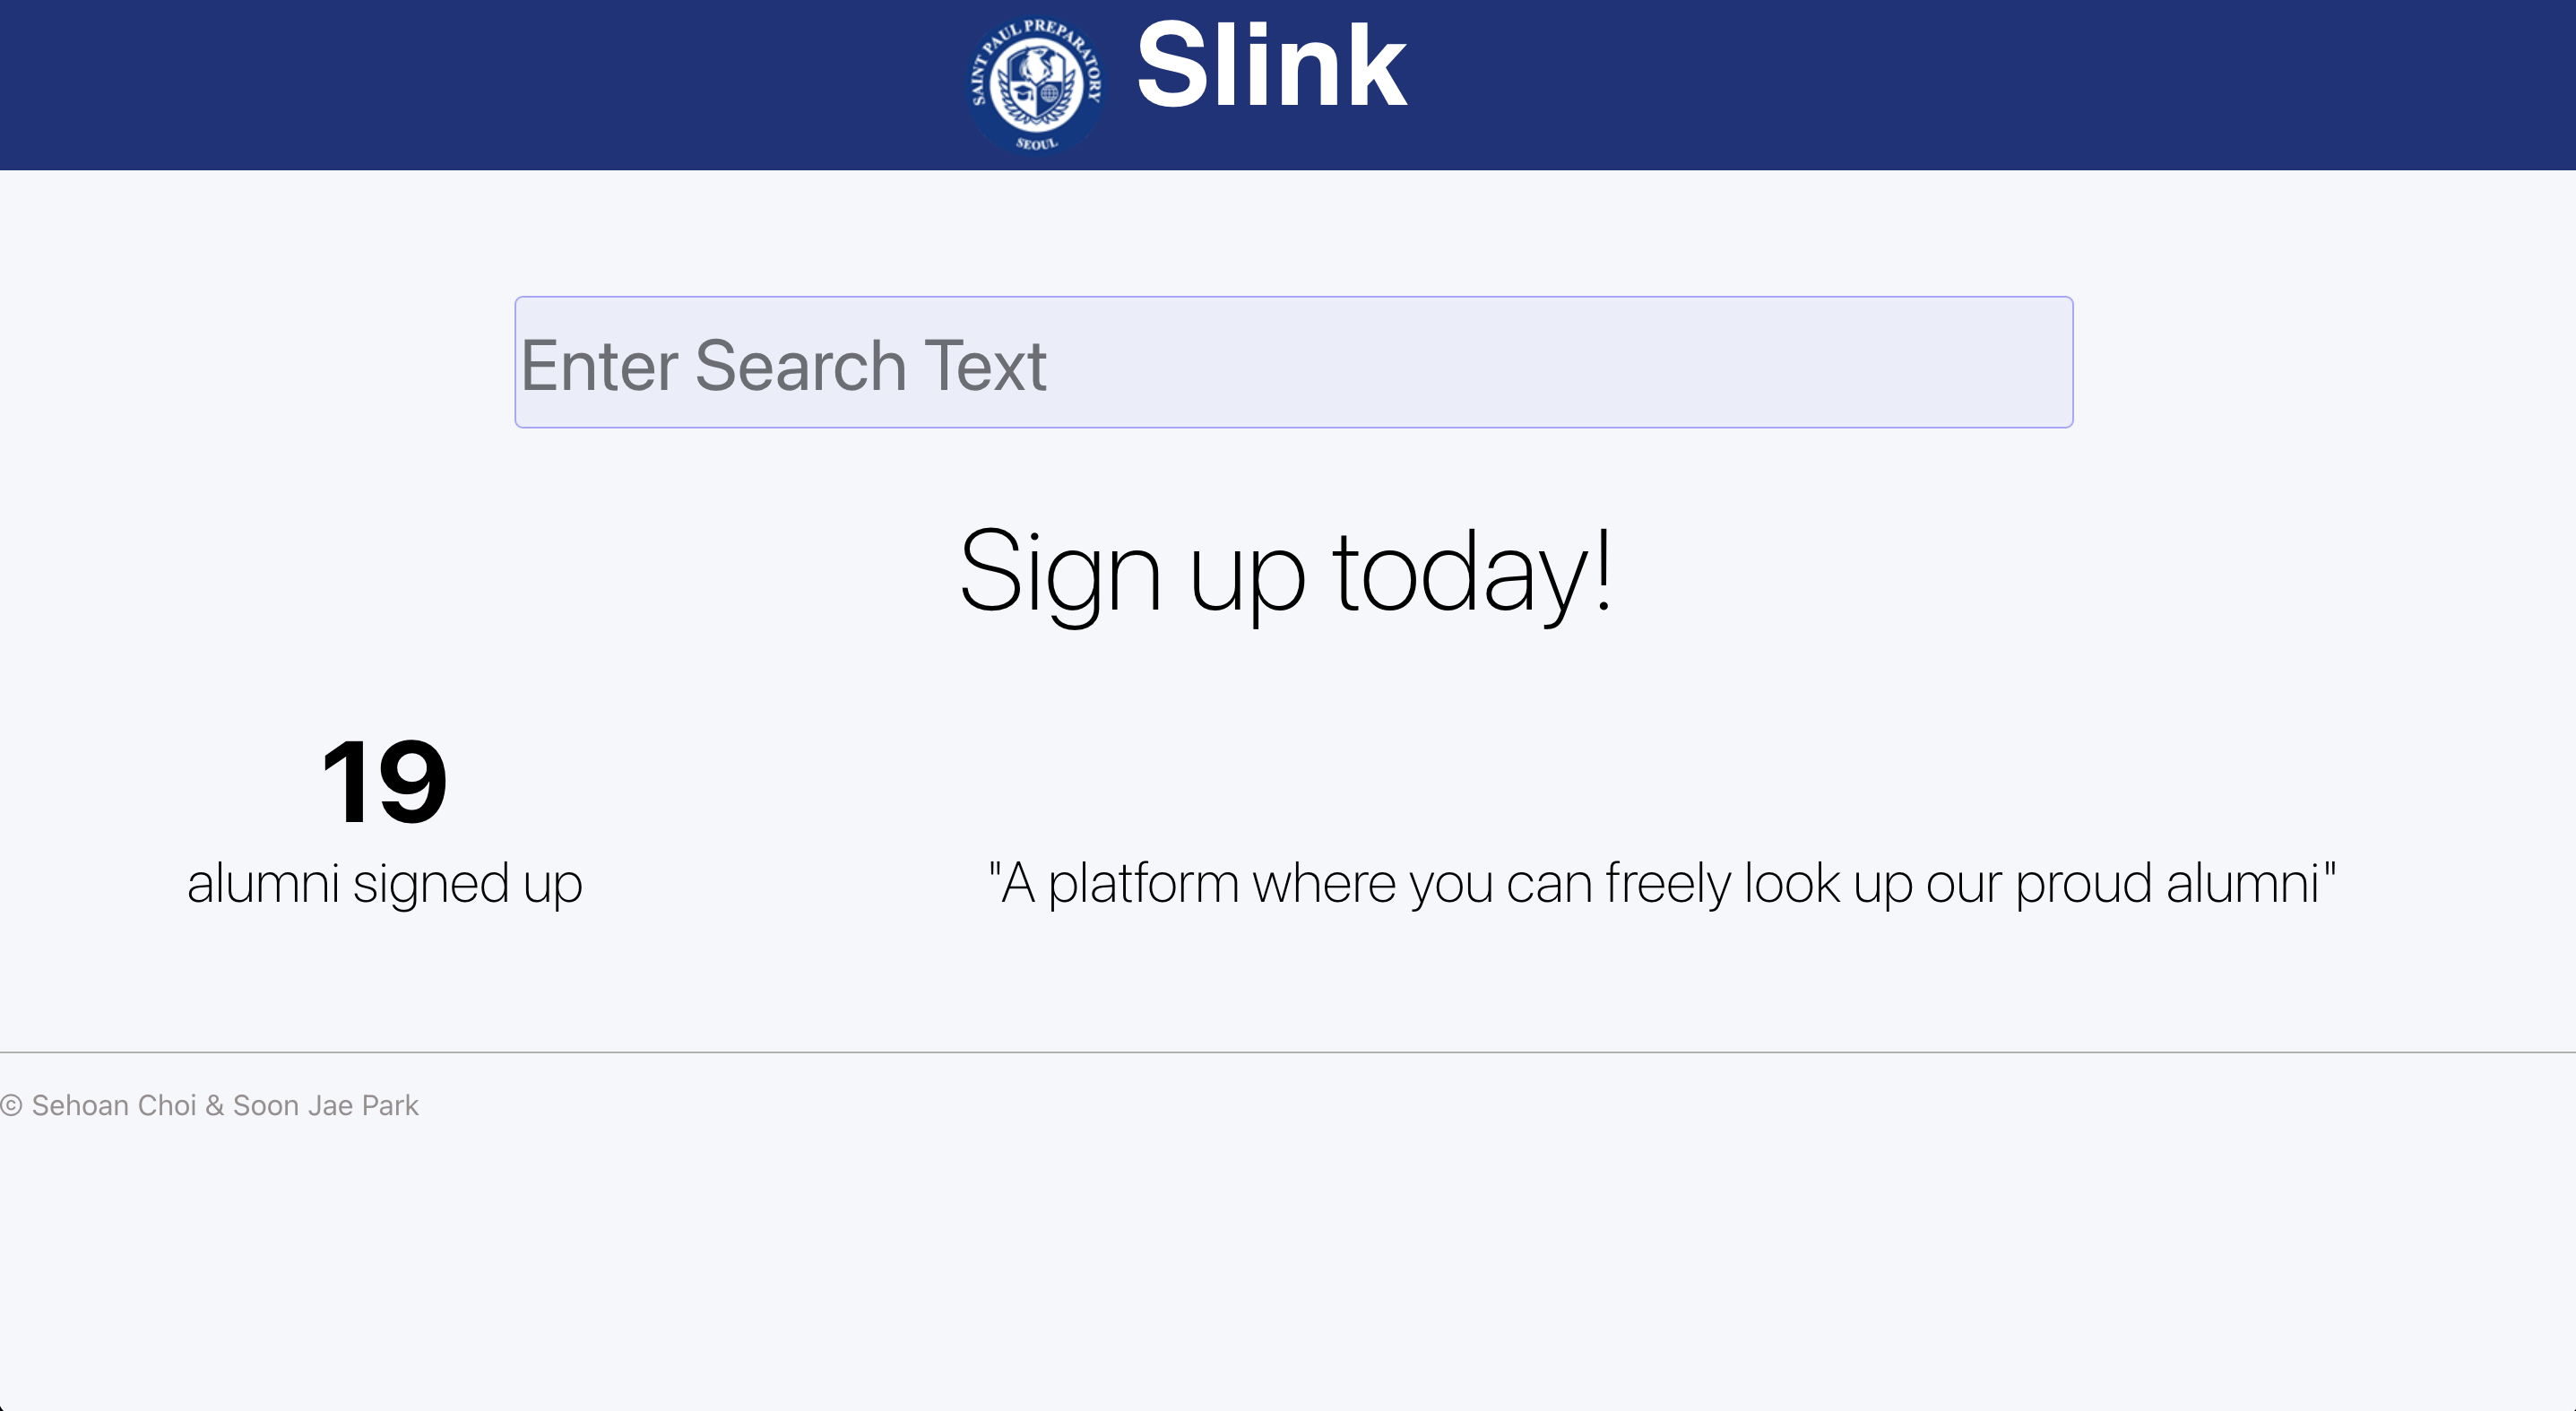 SAINT PAUL PREPARATORY
SEOUL
Slink
Enter Search Text
Sign up today!
19
alumni signed up
"A platform where you can freely look up our proud alumni"
© Sehoan Choi & Soon Jae Park